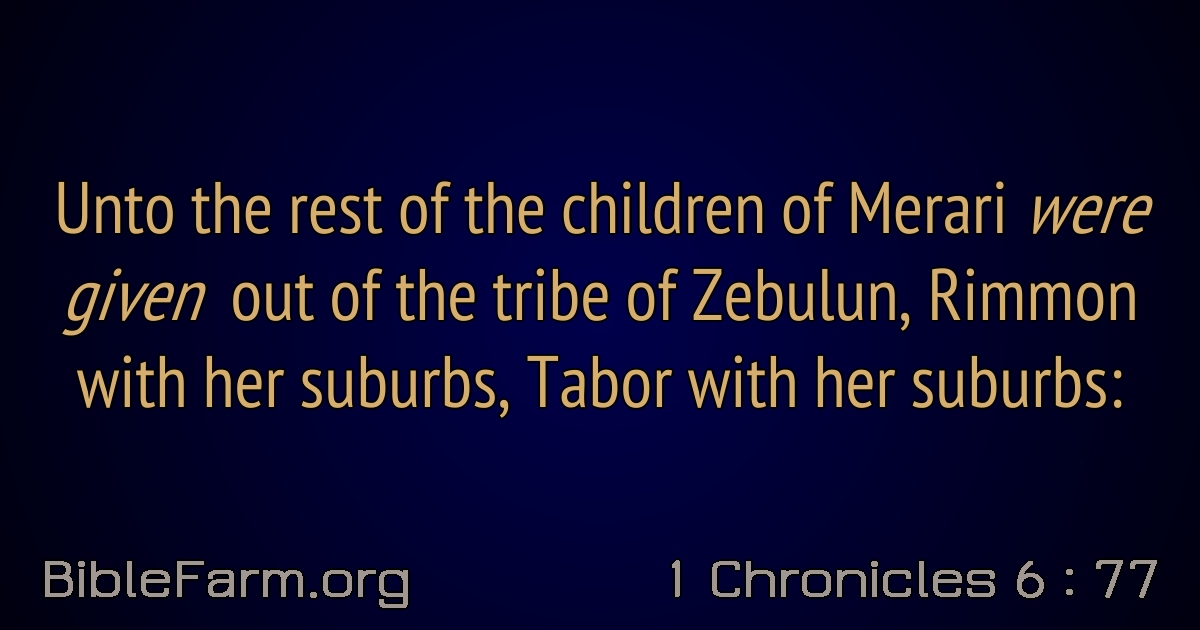 Unto the rest of the children of Merari were
given out of the tribe of Zebulun, Rimmon
with her suburbs, Tabor with her suburbs:
BibleFarm.org
1 Chronicles 6 : 77